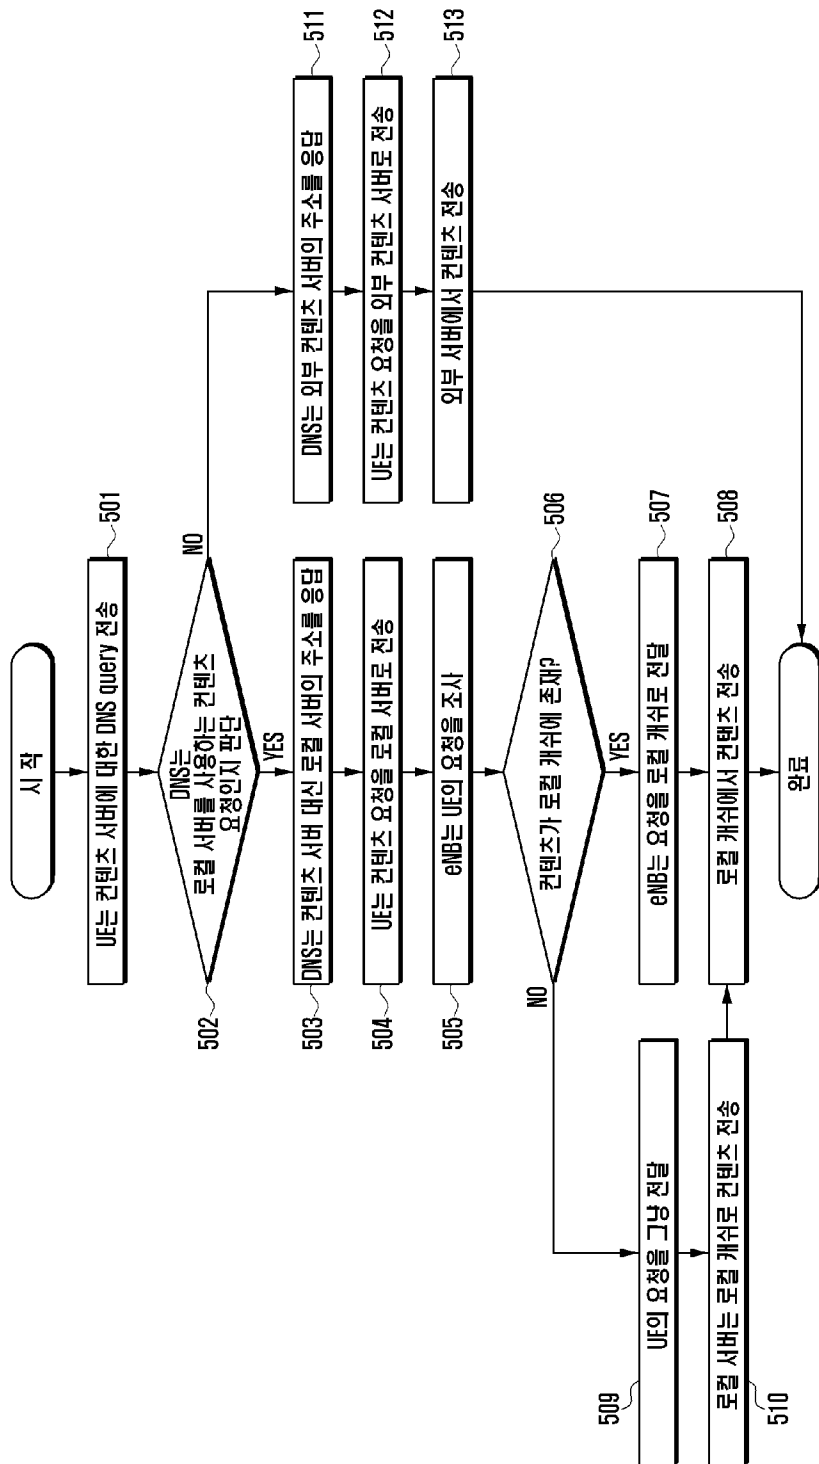 시작
UE는 컨텐츠 서버에 대한 DNS query 전송
501
DNS는
로컬 서버를 사용하는 컨텐츠
요청인지 판단
502
NO
YES
DNS는 컨텐츠 서버 대신 로컬 서버의 주소를 응답
503
UE는 컨텐츠 요청을 로컬 서버로 전송
504
eNB는 UE의 요청을 조사
505
컨텐츠가 로컬 캐쉬에 존재?
506
NO
YES
eNB는 요청을 로컬 캐쉬로 전달
507
로컬 캐쉬에서 컨텐츠 전송
508
UE의 요청을 그냥 전달
509
로컬 서버는 로컬 캐쉬로 컨텐츠 전송
510
DNS는 외부 컨텐츠 서버의 주소를 응답
511
UE는 컨텐츠 요청을 외부 컨텐츠 서버로 전송
512
외부 서버에서 컨텐츠 전송
513
완료